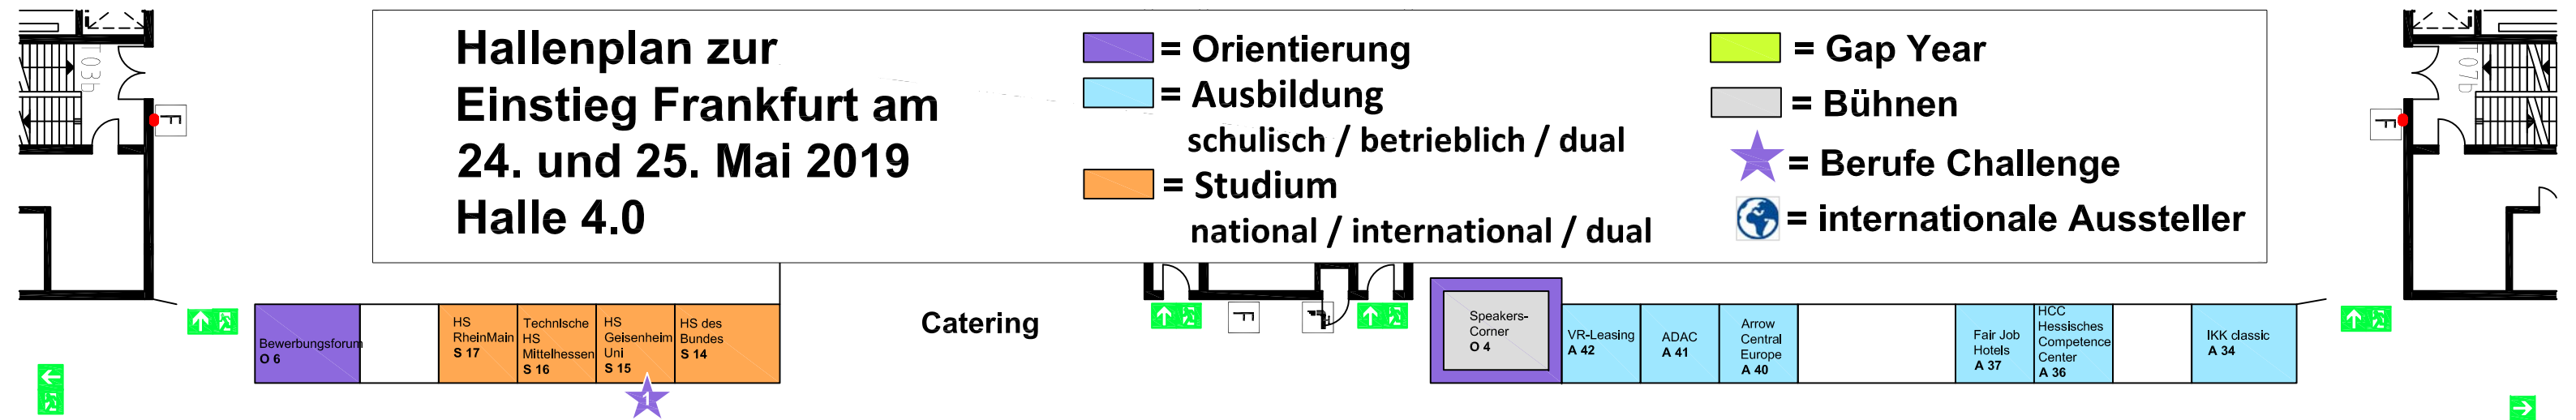 Hallenplan zur
Einstieg Frankfurt am
24. und 25. Mai 2019
Halle 4.0
= Orientierung
= Ausbildung
schulisch / betrieblich / dual
= Studium
national / international / dual
= Gap Year
= Bühnen
= Berufe Challenge
= internationale Aussteller
T03b
F
T07b
F
Bewerbungsforum
O 6
HS
RheinMain
S 17
Technische
HS
Mittelhessen
S 16
HS
Geisenheim
Uni
S 15
HS des
Bundes
S 14
1
Catering
F
Speakers-
Corner
O 4
VR-Leasing
A 42
ADAC
A 41
Arrow
Central
Europe
A 40
Fair Job
Hotels
A 37
HCC
Hessisches
Competence
Center
A 36
IKK classic
A 34